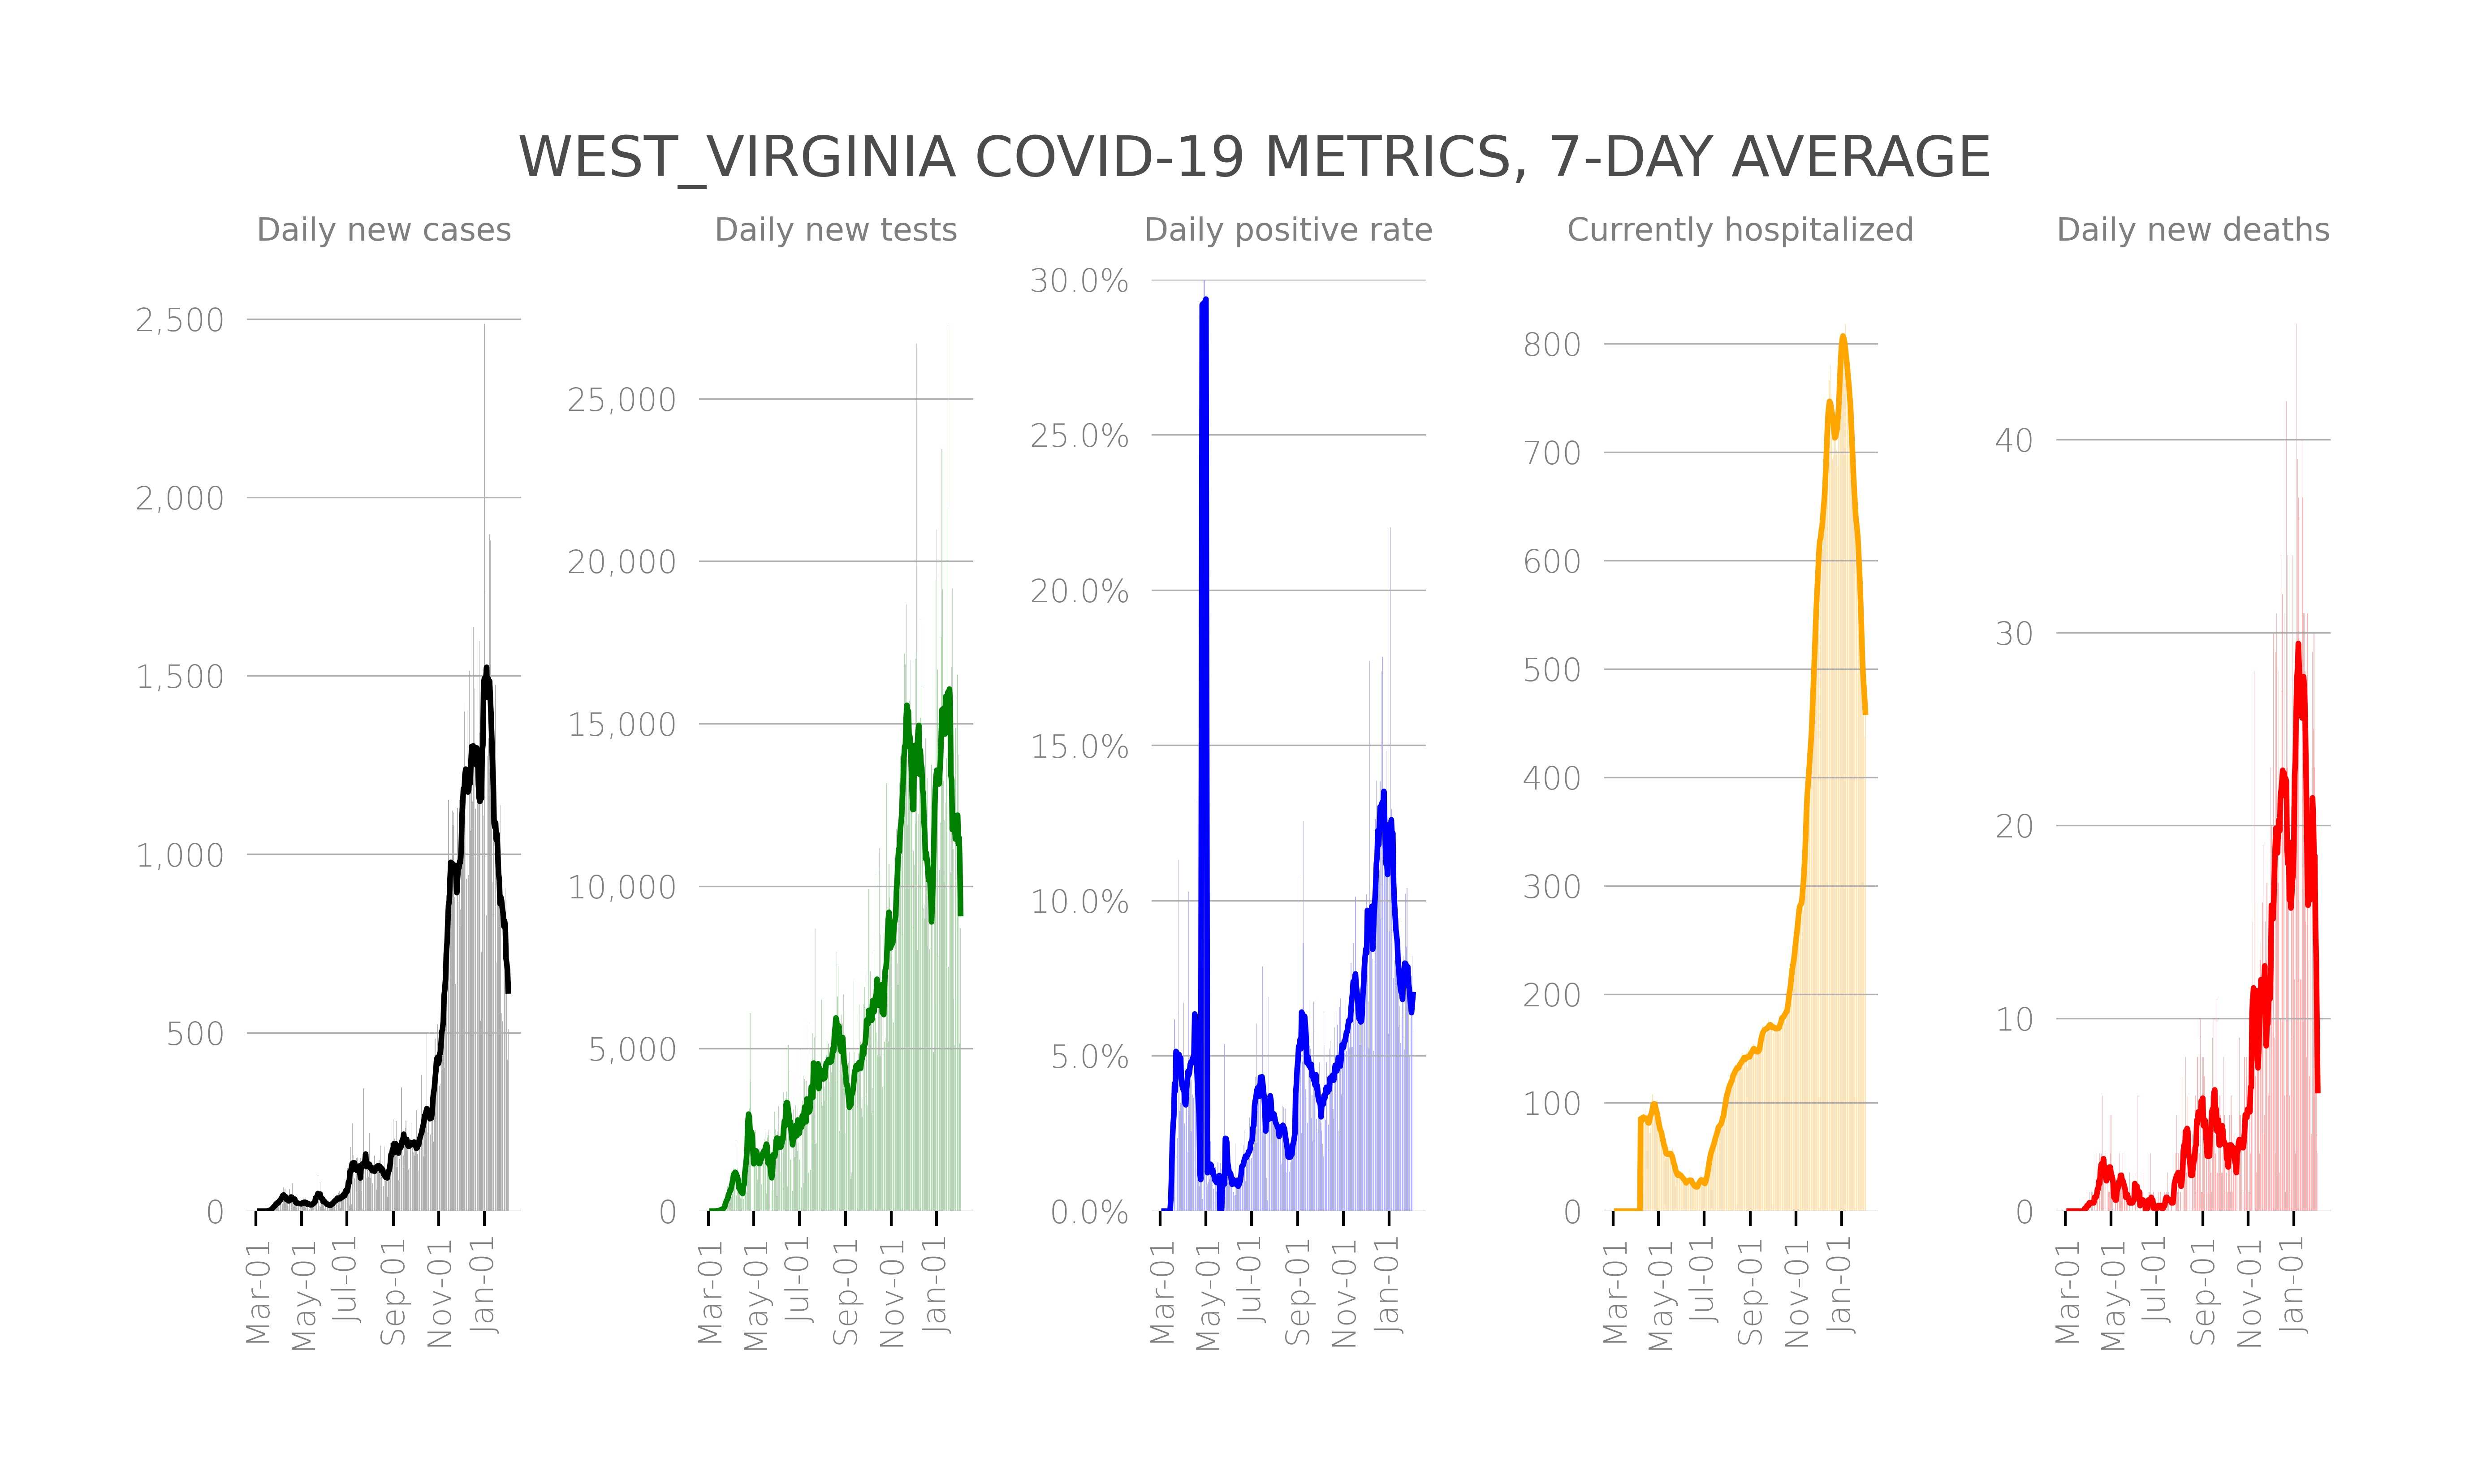 WEST_VIRGINIA COVID-19 METRICS, 7-DAY AVERAGE
Daily new cases
2,500
2,000
1,500
1,000
500
0
Mar-01
May-01
Jul-01
Sep-01
Nov-01
Jan-01
Daily new tests
25,000
20,000
15,000
10,000
5,000
0
Mar-01
May-01
Jul-01
Sep-01
Nov-01
Jan-01
Daily positive rate
30.0%
25.0%
20.0%
15.0%
10.0%
5.0%
0.0%
Mar-01
May-01
Jul-01
Sep-01
Nov-01
Jan-01
Currently hospitalized
800
700
600
500
400
300
200
100
0
Mar-01
May-01
Jul-01
Sep-01
Nov-01
Jan-01
Daily new deaths
40
30
20
10
0
Mar-01
May-01
Jul-01
Sep-01
Nov-01
Jan-01